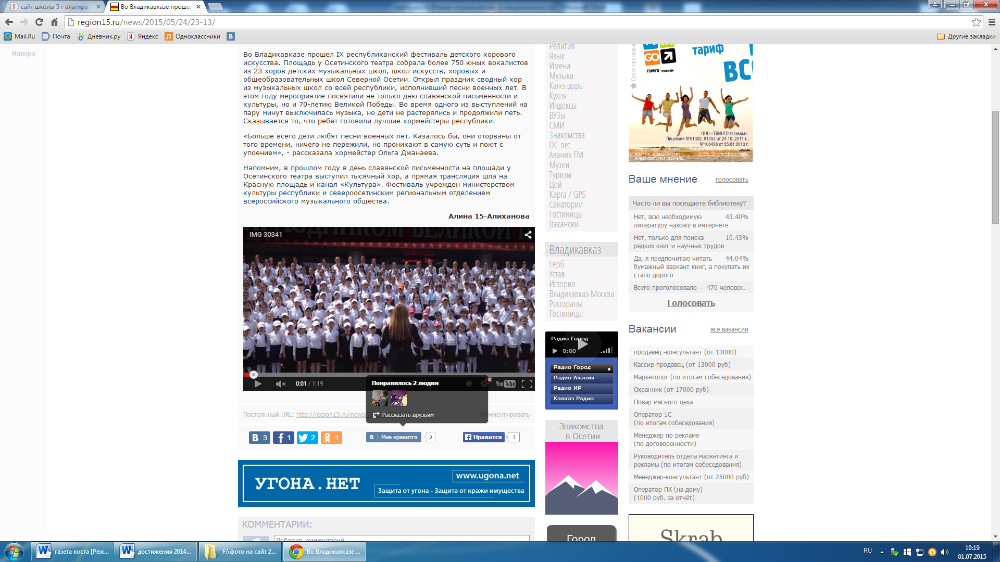 сайт школы 5 г алагира -
Во Владикавказе прошел
region15.ru/news/2015/05/24/23-13/
Mail.Ru
Почта
Дневник.ру
Яндекс
Одноклассники
Другие закладки
Наверх
Во Владикавказе прошел IX республиканский фестиваль детского хорового
искусства. Площадь у Осетинского театра собрала более 750 юных вокалистов
из 23 хоров детских музыкальных школ, школ искусств, хоровых и
общеобразовательных школ Северной Осетии. Открыл праздник сводный хор
из музыкальных школ со всей республики, исполнивший песни военных лет. В
этом году мероприятие посвятили не только дню славянской письменности и
культуры, но и 70-летию Великой Победы. Во время одного из выступлений на
пару минут выключилась музыка, но дети не растерялись и продолжили петь.
Сказывается то, что ребят готовили лучшие хормейстеры республики.
«Больше всего дети любят песни военных лет. Казалось бы, они оторваны от
того времени, ничего не пережили, но проникают в самую суть и поют с
упоением», - рассказала хормейстер Ольга Джанаева.
Напомним, в прошлом году в день славянской письменности на площади у
Осетинского театра выступил тысячный хор, а прямая трансляция шла на
Красную площадь и канал «Культура». Фестиваль учрежден министерством
культуры республики и североосетинским региональным отделением
всероссийского музыкального общества.
Алина 15-Алиханова
IMG 30341
0:01 / 1:19
HD
YouTube
Понравилось 2 людям
Рассказать друзьям
Постоянный URL: http://region15.ru/news/
Комментировать
В 3
f 1
2
1
В Мне нравится 2
Нравится 1
УГОНА.НЕТ
www.ugona.net
Защита от угона · Защита от кражи имущества
КОММЕНТАРИИ:
Добавить комментарий
Религия
Язык
Имена
Музыка
Календарь
Кухня
Индексы
ВУЗы
СМИ
Знакомства
ОС-net
Алания FM
Музеи
Туризм
Цей
Карта / GPS
Санатории
Гостиницы
Вакансии
Владикавказ
Герб
Устав
История
Владикавказ-Москва
Рестораны
Гостиницы
Радио Город
0:00
Радио Город
Радио Алания
Радио ИР
Кавказ Радио
Знакомства
в Осетии
Город
GO
ТВИНГО телеком
тариф
ВСЕ
ООО «ТВИНГО телеком».
Лицензии №91302, 91303 от 24.10. 2011 г.,
№106428 от 25.01.2013 г.
Ваше мнение
голосовать
Часто ли вы посещаете библиотеку?
Нет, всю необходимую 43.40%
литературу нахожу в интернете
Нет, только для поиска 10.43%
редких книг и научных трудов
Да, я предпочитаю читать 44.04%
бумажный вариант книг, а покупать их
стало дорого
Всего проголосовало — 470 человек.
Голосовать
Вакансии
все вакансии
продавец -консультант (от 13000)
Кассир-продавец (от 13000 руб)
Маркетолог (по итогам собеседования)
Охранник (от 17000 руб)
Повар мясного цеха
Оператор 1С
(по итогам собеседования)
Менеджер по рекламе
(по договоренности)
Руководитель отдела маркетинга и
рекламы (по итогам собеседования)
Менеджер-консультант (от 25000 руб)
Оператор ПК (на дому)
(1000 руб. за отчёт)
Skrab
газета коста [Реж...
достижения 2014...
F:\фото на сайт 2...
Во Владикавказе ...
RU
10:19
01.07.2015